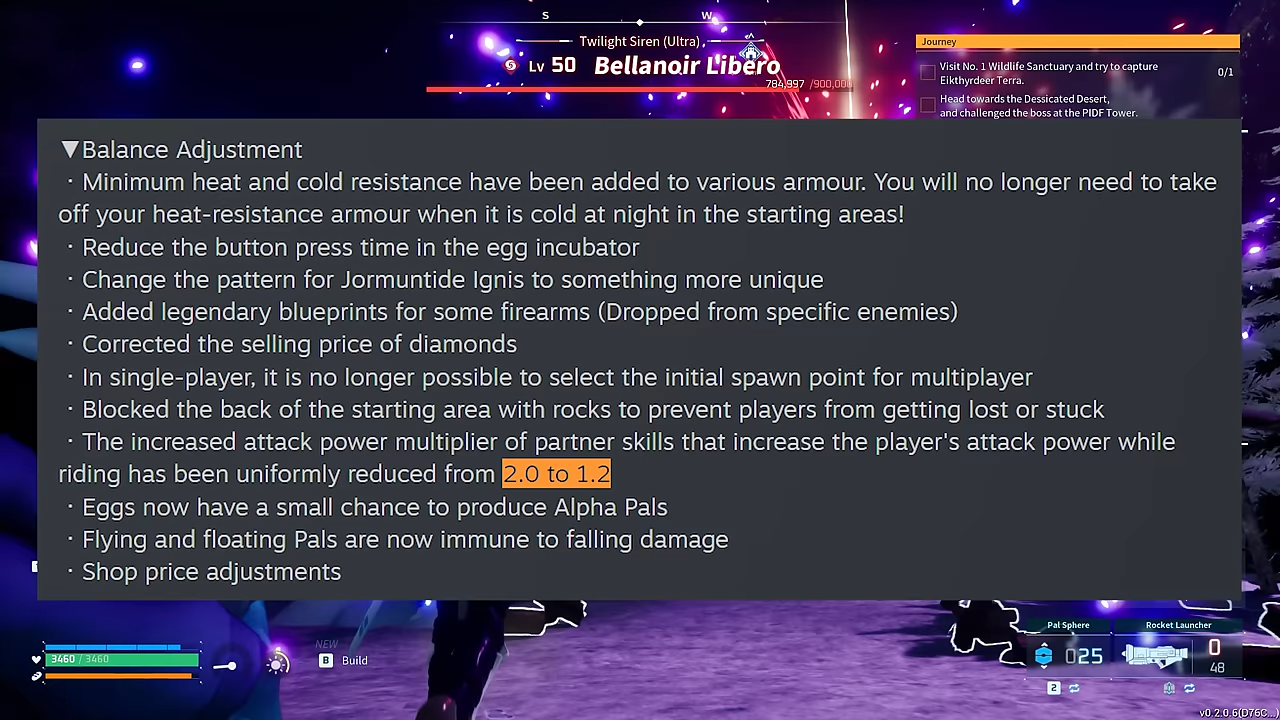 S
W
Twilight Siren (Ultra)
Lv 50 Bellanoir Libero
784,997 /900,000
Journey
Visit No. 1 Wildlife Sanctuary and try to capture
Eikthyrdeer Terra.
0/1
Head towards the Dessicated Desert,
and challenged the boss at the PIDF Tower.
▼Balance Adjustment
・Minimum heat and cold resistance have been added to various armour. You will no longer need to take
off your heat-resistance armour when it is cold at night in the starting areas!
・Reduce the button press time in the egg incubator
・Change the pattern for Jormuntide Ignis to something more unique
・Added legendary blueprints for some firearms (Dropped from specific enemies)
・Corrected the selling price of diamonds
・In single-player, it is no longer possible to select the initial spawn point for multiplayer
・Blocked the back of the starting area with rocks to prevent players from getting lost or stuck
・The increased attack power multiplier of partner skills that increase the player's attack power while
riding has been uniformly reduced from 2.0 to 1.2
・Eggs now have a small chance to produce Alpha Pals
・Flying and floating Pals are now immune to falling damage
・Shop price adjustments
3460 / 3460
NEW
B Build
Pal Sphere
025
2
Rocket Launcher
0
48
v0.2.0.6(D76C...)